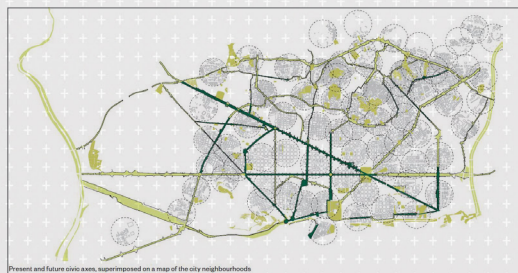 Present and future civic axes, superimposed on a map of the city neighbourhoods